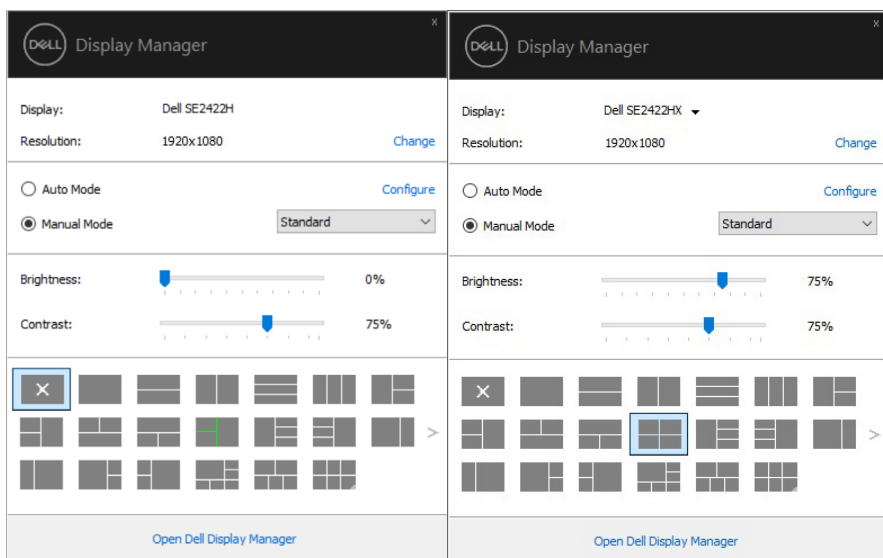 DELL Display Manager x
Display: Dell SE2422H
Resolution: 1920x1080 Change
Auto Mode Configure
Manual Mode Standard
Brightness: 0%
Contrast: 75%
Open Dell Display Manager
DELL Display Manager x
Display: Dell SE2422HX
Resolution: 1920x1080 Change
Auto Mode Configure
Manual Mode Standard
Brightness: 75%
Contrast: 75%
Open Dell Display Manager